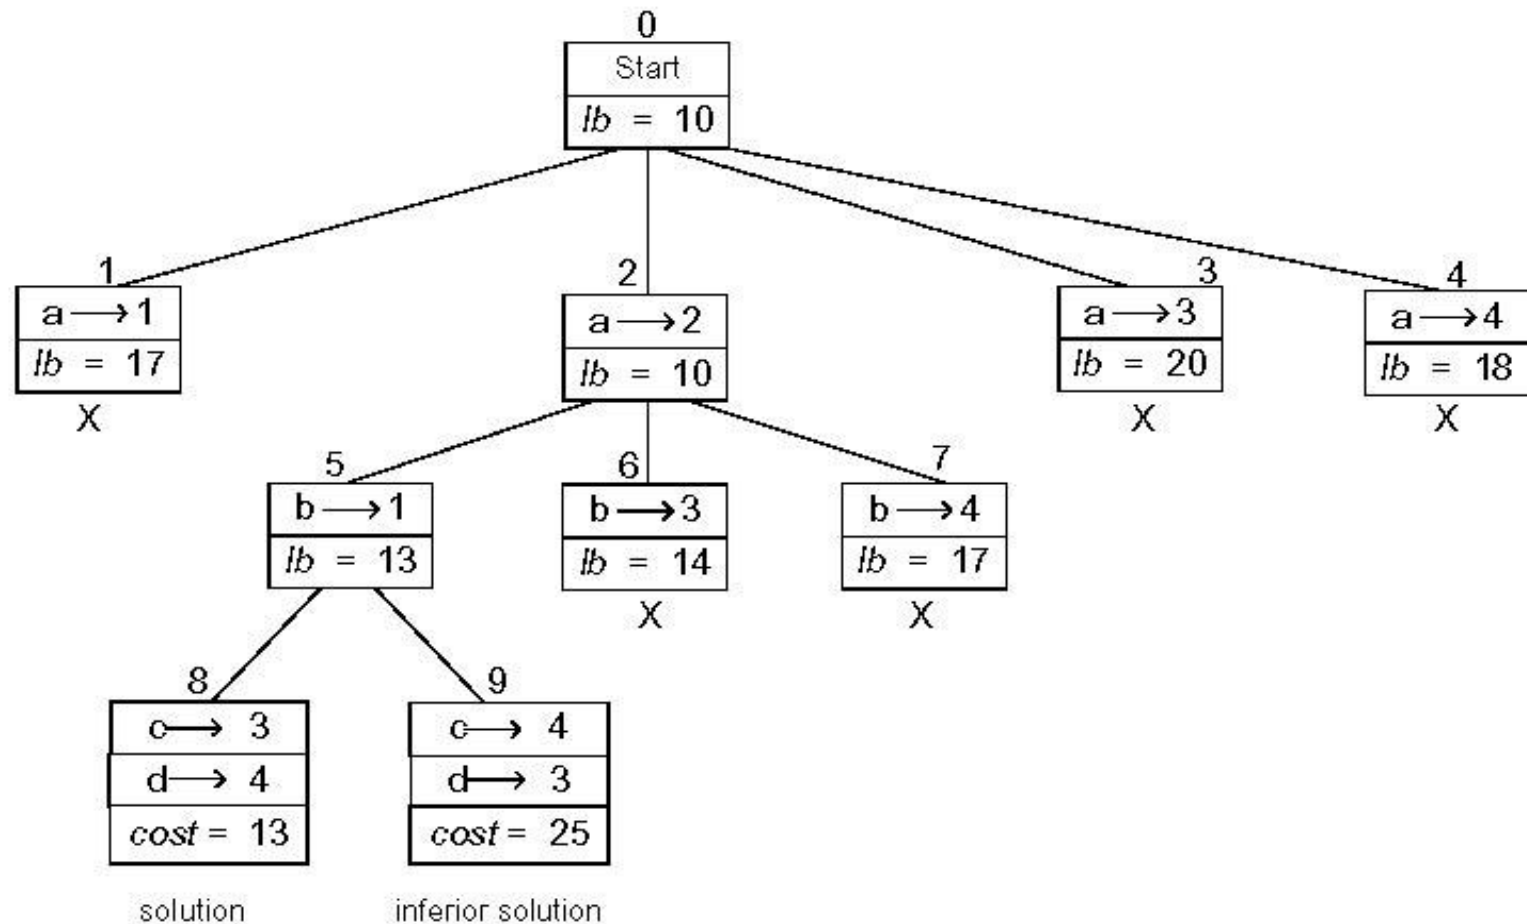 0
Start
lb = 10
1
a → 1
lb = 17
X
2
a → 2
lb = 10
3
a → 3
lb = 20
X
4
a → 4
lb = 18
X
5
b → 1
lb = 13
6
b → 3
lb = 14
X
7
b → 4
lb = 17
X
8
c → 3
d → 4
cost = 13
solution
9
c → 4
d → 3
cost = 25
inferior solution